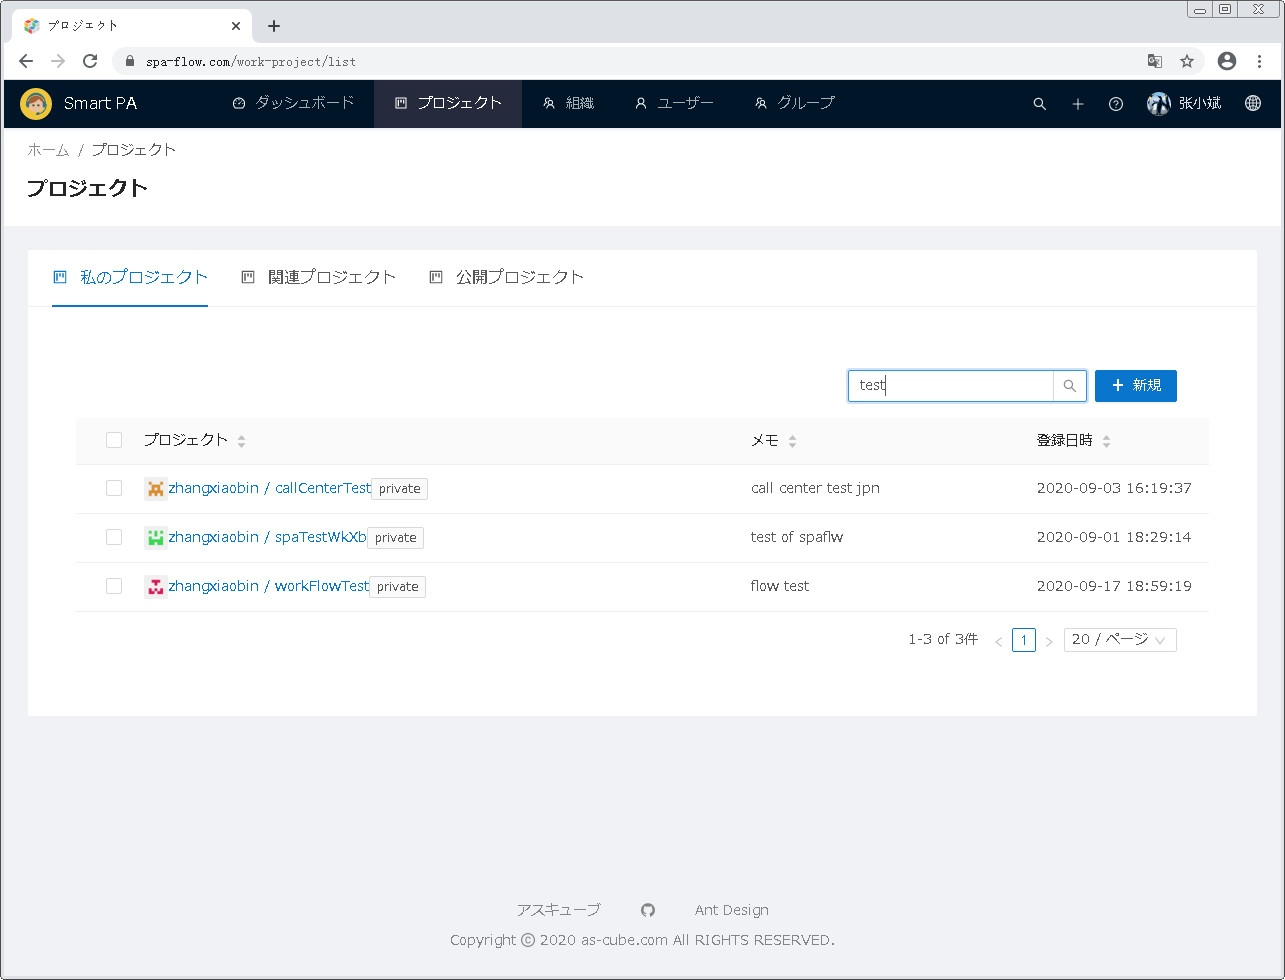 プロジェクト
spa-flow.com/work-project/list
Smart PA ダッシュボード プロジェクト 組織 ユーザー グループ 张小斌
ホーム / プロジェクト
プロジェクト
私のプロジェクト 関連プロジェクト 公開プロジェクト
test 新規
プロジェクト メモ 登録日時
zhangxiaobin / callCenterTest private call center test jpn 2020-09-03 16:19:37
zhangxiaobin / spaTestWkXb private test of spaflw 2020-09-01 18:29:14
zhangxiaobin / workFlowTest private flow test 2020-09-17 18:59:19
1-3 of 3件 < 1 > 20 / ページ
アスキューブ Ant Design
Copyright © 2020 as-cube.com All RIGHTS RESERVED.